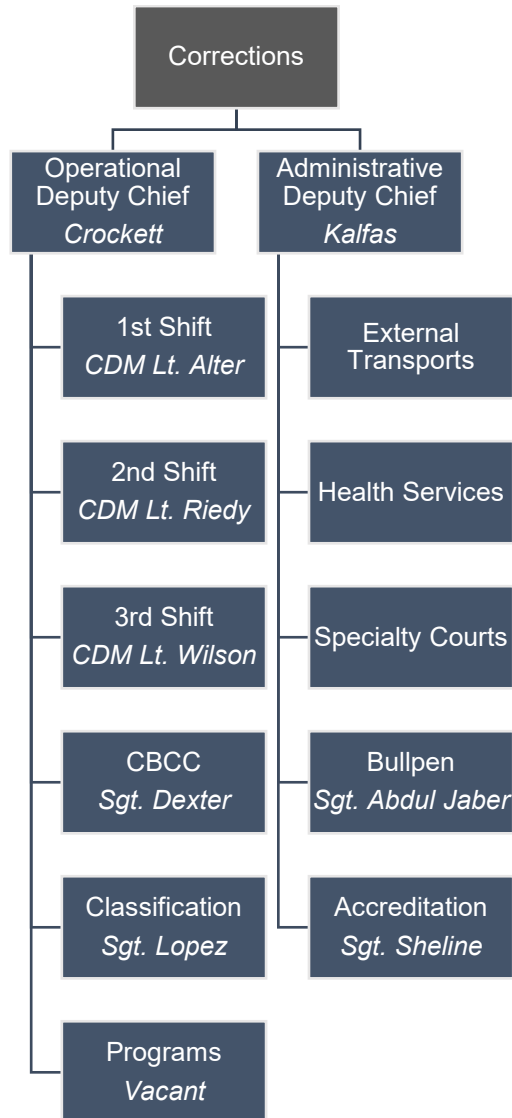 Corrections
Operational
Deputy Chief
Crockett
1st Shift
CDM Lt. Alter
2nd Shift
CDM Lt. Riedy
3rd Shift
CDM Lt. Wilson
CBCC
Sgt. Dexter
Classification
Sgt. Lopez
Programs
Vacant
Administrative
Deputy Chief
Kalfas
External
Transports
Health Services
Specialty Courts
Bullpen
Sgt. Abdul Jaber
Accreditation
Sgt. Sheline